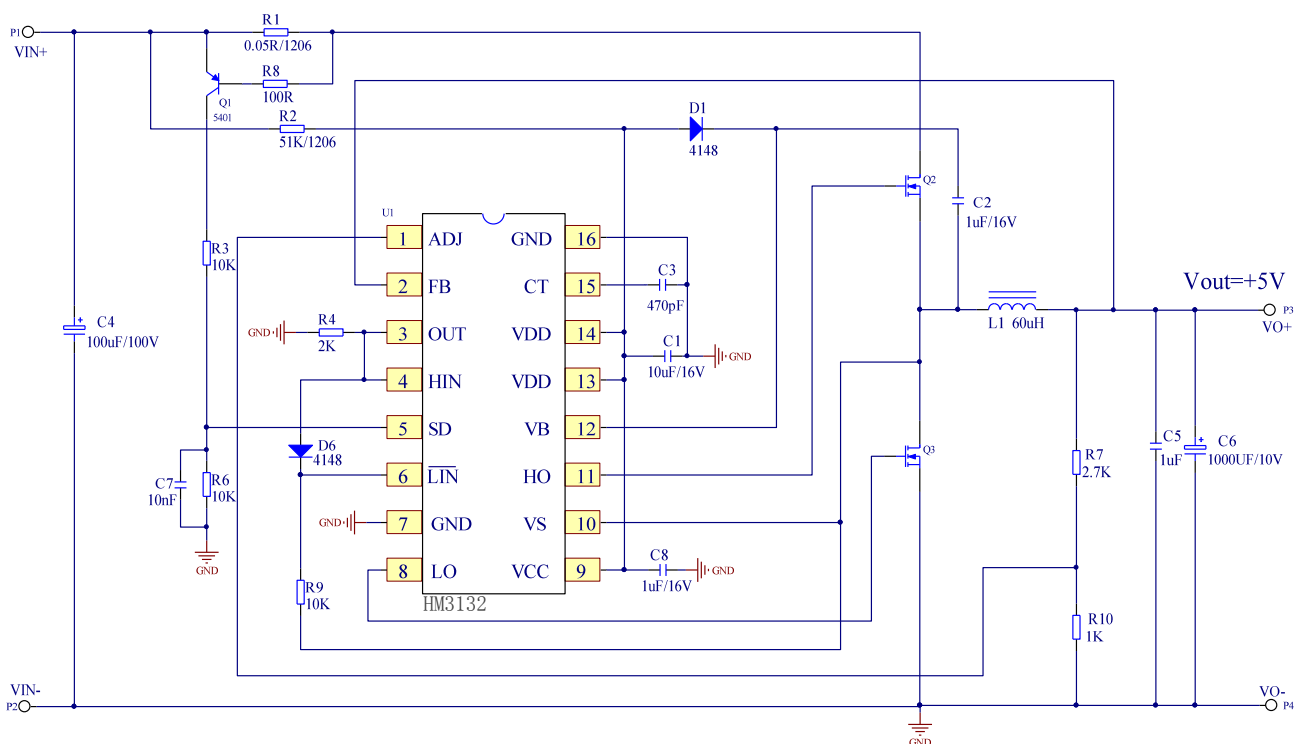 P1
VIN+
R1
0.05R/1206
R8
100R
Q1
5401
R2
51K/1206
D1
4148
Q2
C2
1uF/16V
U1
1 ADJ GND 16
2 FB CT 15
3 OUT VDD 14
4 HIN VDD 13
5 SD VB 12
6 LIN HO 11
7 GND VS 10
8 LO VCC 9
HM3132
R3
10K
C3
470pF
C1
10uF/16V
GND
GND
R4
2K
C4
100uF/100V
+
Vout=+5V
L1 60uH
P3
VO+
D6
4148
C7
10nF
R6
10K
GND
GND
Q3
R7
2.7K
C5
1uF
C6
1000UF/10V
+
C8
1uF/16V
GND
R9
10K
R10
1K
VIN-
P2
VO-
P4
GND